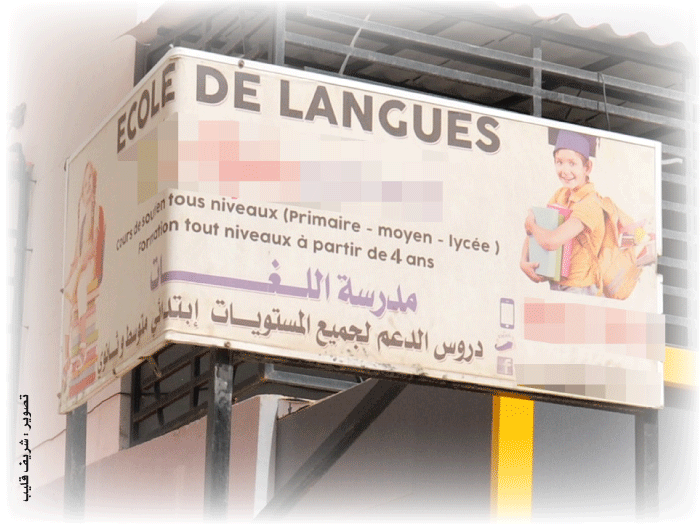 ECOLE DE LANGUES
cours de soutien tous niveaux (Primaire - moyen - lycée )
formation tout niveaux à partir de 4 ans
مدرسة اللغات
دروس الدعم لجميع المستويات إبتدائي متوسط وثانوي
تصوير : شريف قليب